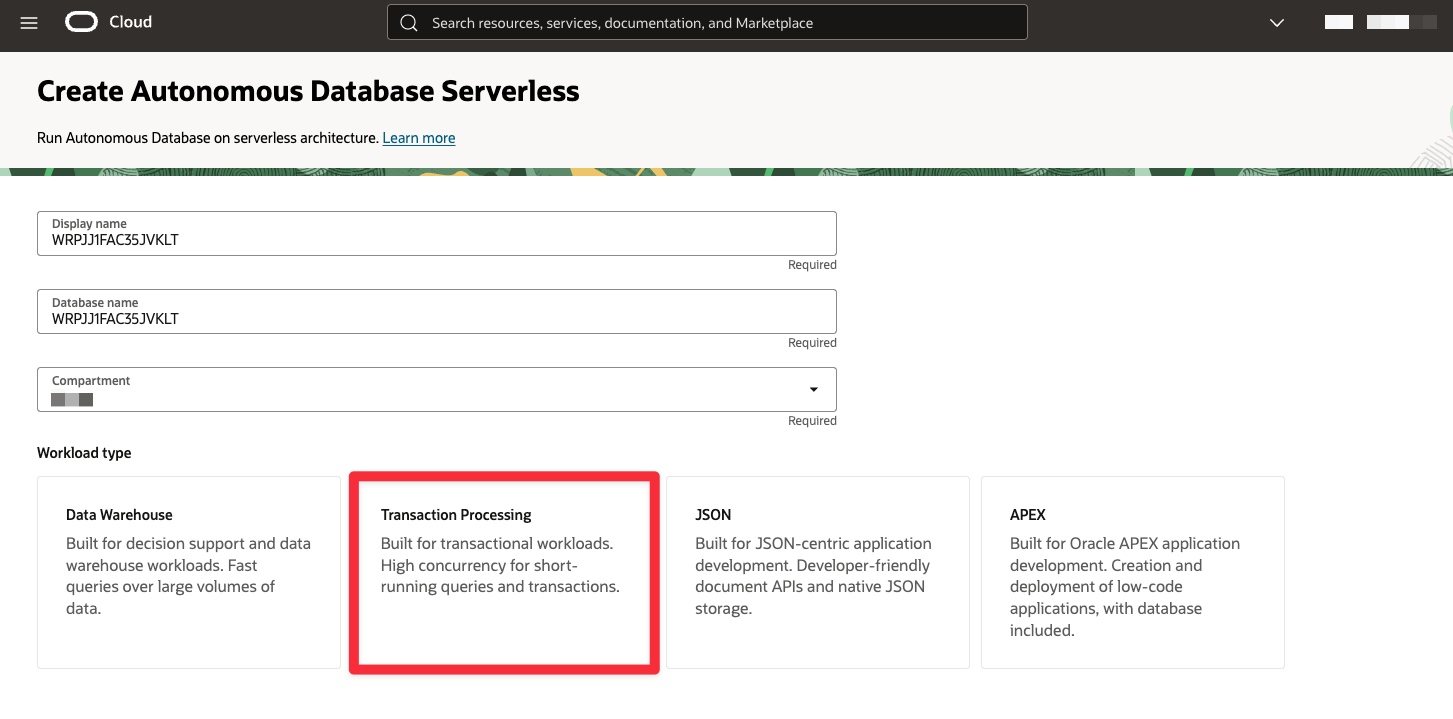 Cloud
Search resources, services, documentation, and Marketplace
Create Autonomous Database Serverless
Run Autonomous Database on serverless architecture. Learn more
Display name
WRPJJ1FAC35JVKLT
Required
Database name
WRPJJ1FAC35JVKLT
Required
Compartment
Required
Workload type
Data Warehouse
Built for decision support and data
warehouse workloads. Fast
queries over large volumes of
data.
Transaction Processing
Built for transactional workloads.
High concurrency for short-
running queries and transactions.
JSON
Built for JSON-centric application
development. Developer-friendly
document APIs and native JSON
storage.
APEX
Built for Oracle APEX application
development. Creation and
deployment of low-code
applications, with database
included.